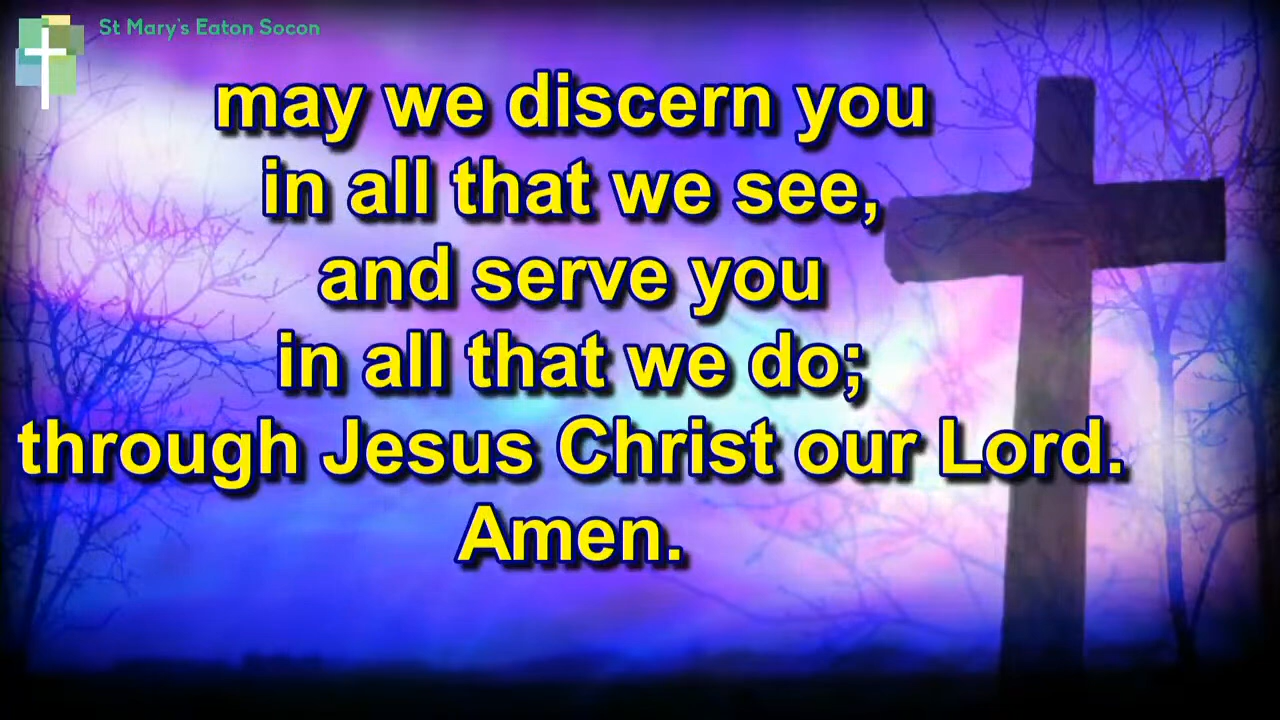 St Mary's Eaton Socon
may we discern you
in all that we see,
and serve you
in all that we do;
through Jesus Christ our Lord.
Amen.